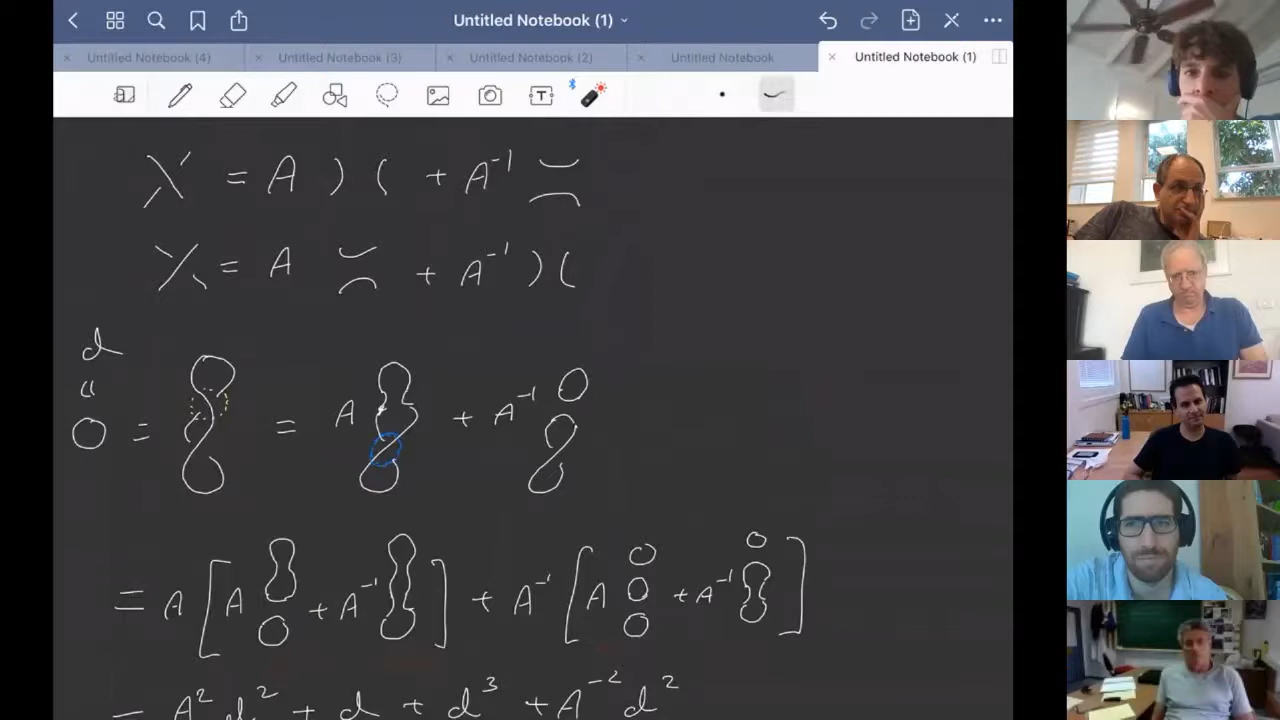 Untitled Notebook (1)
Untitled Notebook (4) Untitled Notebook (3) Untitled Notebook (2) Untitled Notebook Untitled Notebook (1)
= A ) ( + A⁻¹
= A + A⁻¹ ) (
d
= = A + A⁻¹
= A [ A + A⁻¹ ] + A⁻¹ [ A + A⁻¹ ]
= A² d² + d + d³ + A⁻² d²